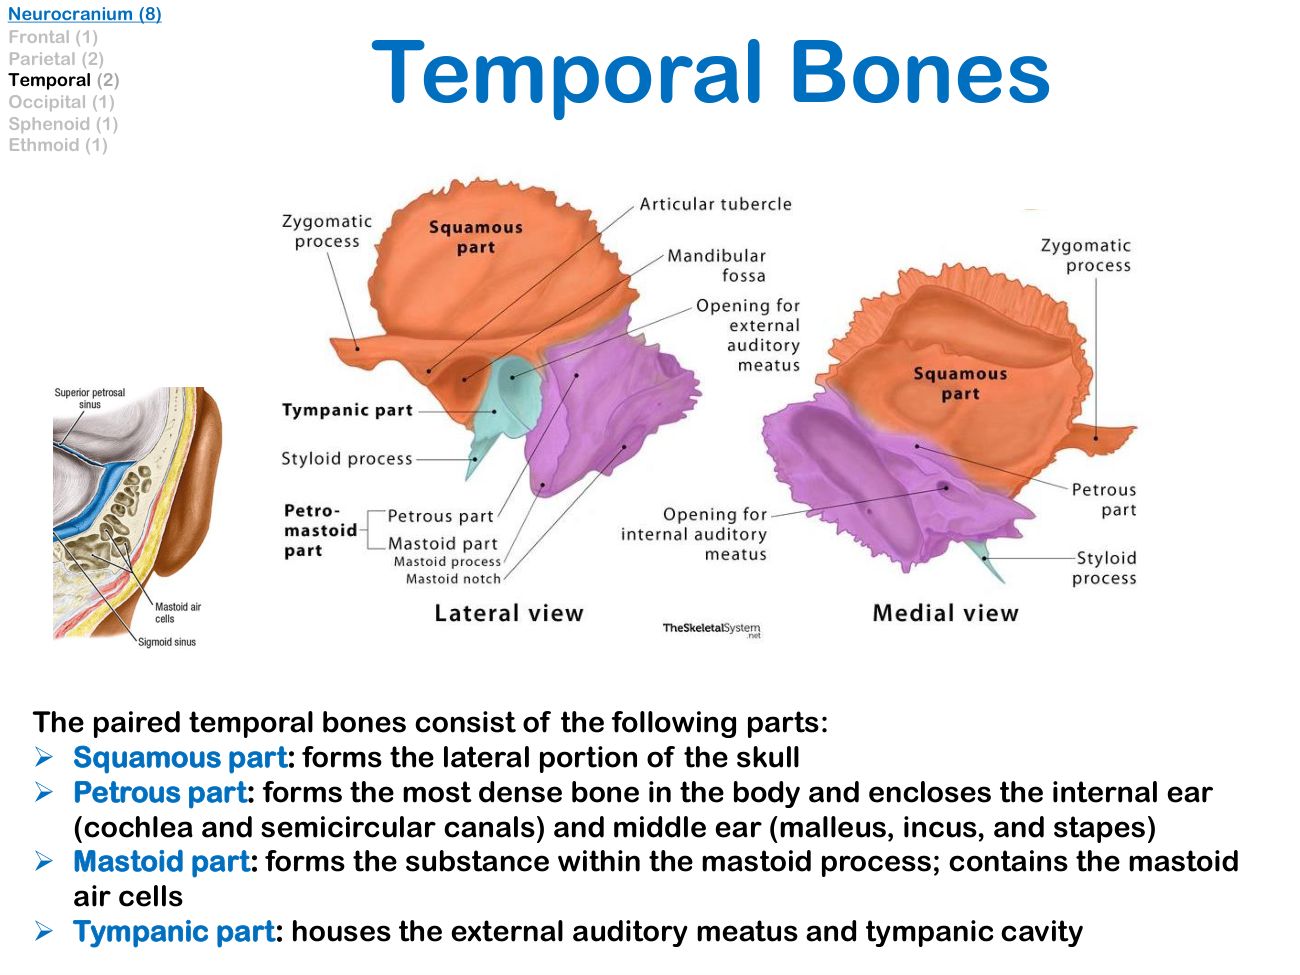 Neurocranium (8)
Frontal (1)
Parietal (2)
Temporal (2)
Occipital (1)
Sphenoid (1)
Ethmoid (1)
Temporal Bones
Zygomatic
process
Squamous
part
Articular tubercle
Mandibular
fossa
Opening for
external
auditory
meatus
Tympanic part
Styloid process
Petro-
mastoid
part
Petrous part
Mastoid part
Mastoid process
Mastoid notch
Lateral view
Zygomatic
process
Squamous
part
Petrous
part
Opening for
internal auditory
meatus
Styloid
process
Medial view
TheSkeletalSystem
.net
Superior petrosal
sinus
Mastoid air
cells
Sigmoid sinus
The paired temporal bones consist of the following parts:
➢ Squamous part: forms the lateral portion of the skull
➢ Petrous part: forms the most dense bone in the body and encloses the internal ear
(cochlea and semicircular canals) and middle ear (malleus, incus, and stapes)
➢ Mastoid part: forms the substance within the mastoid process; contains the mastoid
air cells
➢ Tympanic part: houses the external auditory meatus and tympanic cavity